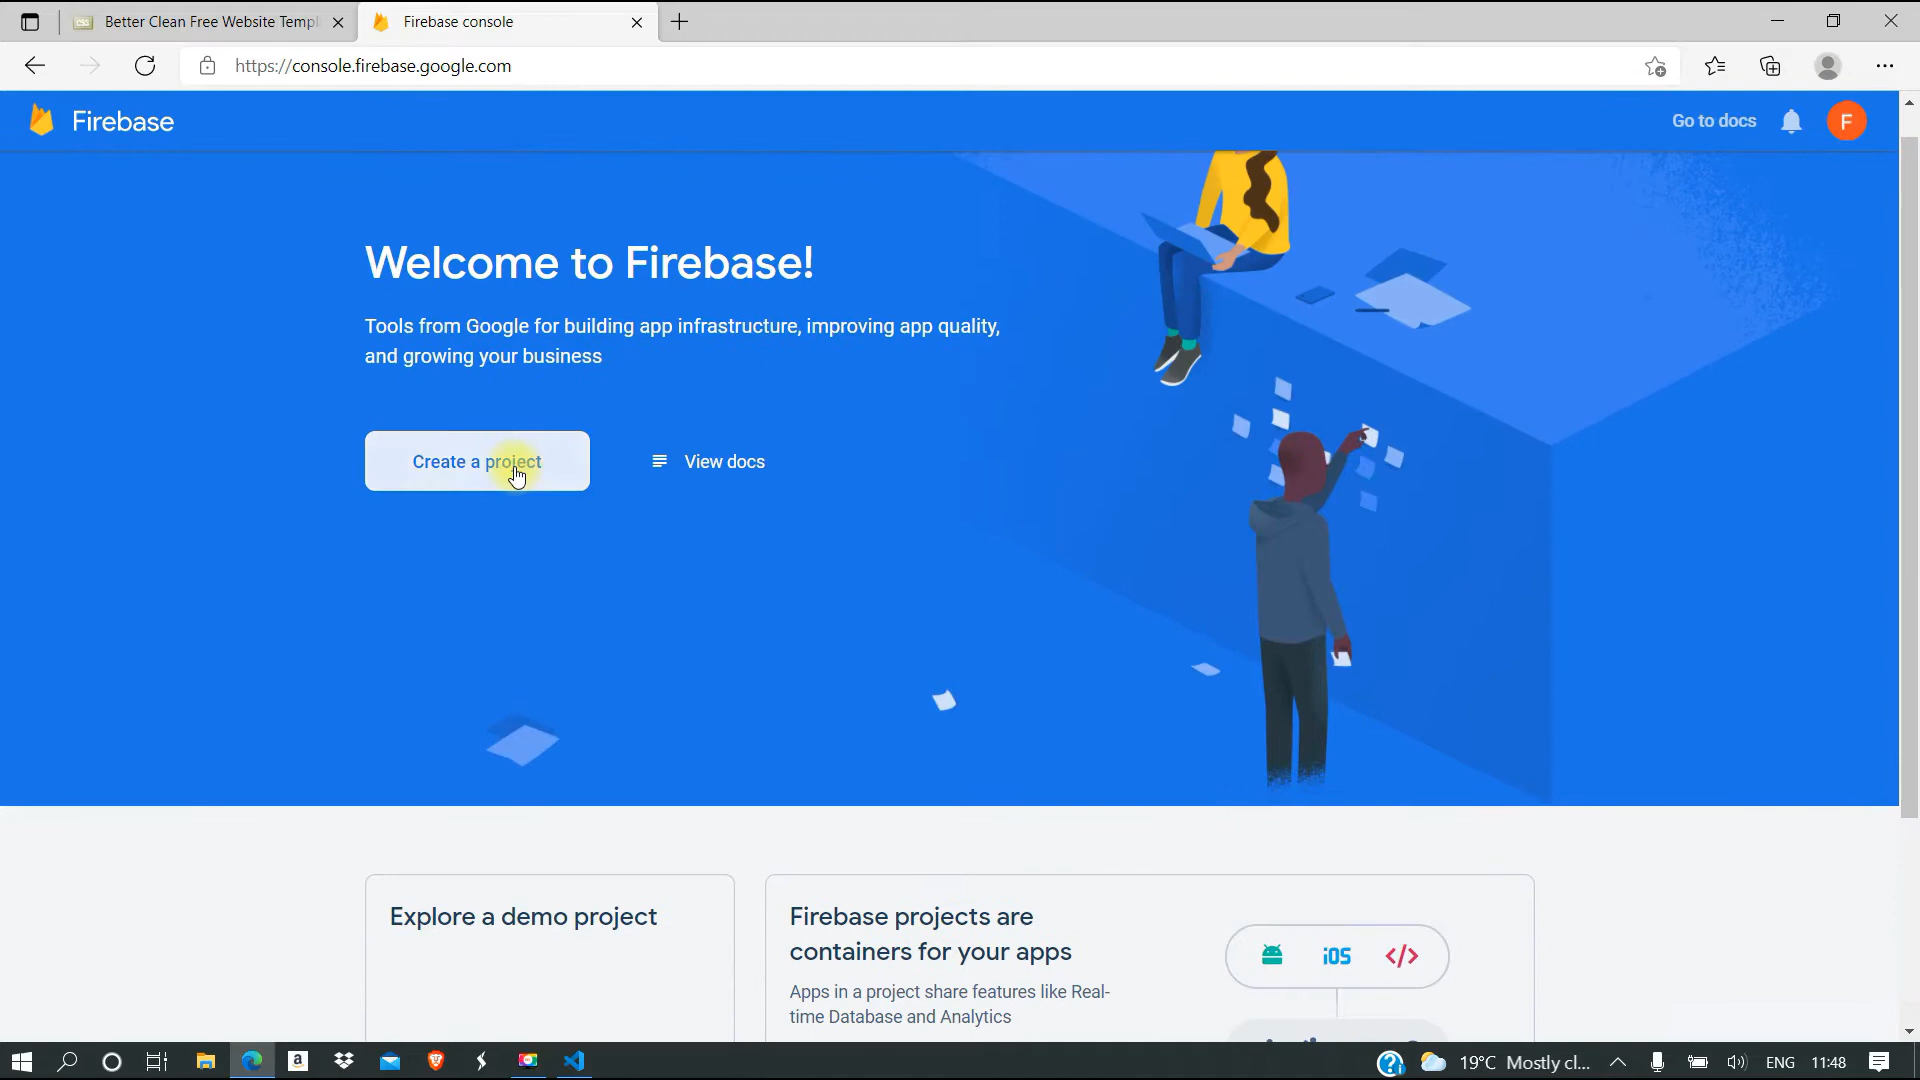 Better Clean Free Website Templ
Firebase console
https://console.firebase.google.com
Firebase
Go to docs
F
Welcome to Firebase!
Tools from Google for building app infrastructure, improving app quality,
and growing your business
Create a project
View docs
Explore a demo project
Firebase projects are
containers for your apps
Apps in a project share features like Real-
time Database and Analytics
iOS
</>
19°C Mostly cl...
ENG
11:48